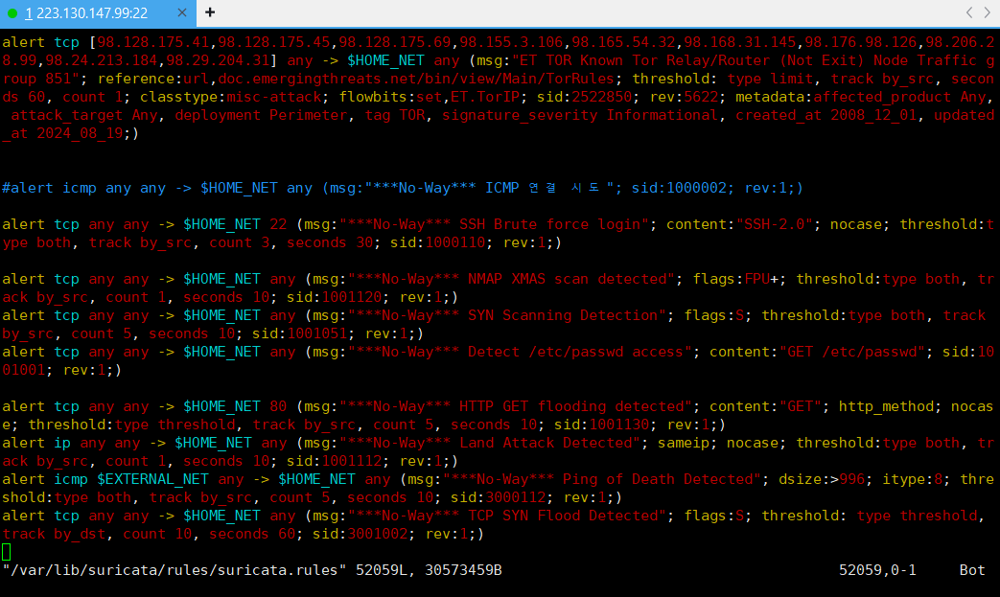 1 223.130.147.99:22 × +
alert tcp [98.128.175.41,98.128.175.45,98.128.175.69,98.155.3.106,98.165.54.32,98.168.31.145,98.176.98.126,98.206.2
8.99,98.24.213.184,98.29.204.31] any -> $HOME_NET any (msg:"ET TOR Known Tor Relay/Router (Not Exit) Node Traffic g
roup 851"; reference:url,doc.emergingthreats.net/bin/view/Main/TorRules; threshold: type limit, track by_src, secon
ds 60, count 1; classtype:misc-attack; flowbits:set,ET.TorIP; sid:2522850; rev:5622; metadata:affected_product Any,
 attack_target Any, deployment Perimeter, tag TOR, signature_severity Informational, created_at 2008_12_01, updated
_at 2024_08_19;)
#alert icmp any any -> $HOME_NET any (msg:"***No-Way*** ICMP 연결 시도"; sid:1000002; rev:1;)
alert tcp any any -> $HOME_NET 22 (msg:"***No-Way*** SSH Brute force login"; content:"SSH-2.0"; nocase; threshold:t
ype both, track by_src, count 3, seconds 30; sid:1000110; rev:1;)
alert tcp any any -> $HOME_NET any (msg:"***No-Way*** NMAP XMAS scan detected"; flags:FPU+; threshold:type both, tr
ack by_src, count 1, seconds 10; sid:1001120; rev:1;)
alert tcp any any -> $HOME_NET any (msg:"***No-Way*** SYN Scanning Detection"; flags:S; threshold:type both, track
by_src, count 5, seconds 10; sid:1001051; rev:1;)
alert tcp any any -> $HOME_NET any (msg:"***No-Way*** Detect /etc/passwd access"; content:"GET /etc/passwd"; sid:10
01001; rev:1;)
alert tcp any any -> $HOME_NET 80 (msg:"***No-Way*** HTTP GET flooding detected"; content:"GET"; http_method; nocas
e; threshold:type threshold, track by_src, count 5, seconds 10; sid:1001130; rev:1;)
alert ip any any -> $HOME_NET any (msg:"***No-Way*** Land Attack Detected"; sameip; nocase; threshold:type both, tr
ack by_src, count 1, seconds 10; sid:1001112; rev:1;)
alert icmp $EXTERNAL_NET any -> $HOME_NET any (msg:"***No-Way*** Ping of Death Detected"; dsize:>996; itype:8; thre
shold:type both, track by_src, count 5, seconds 10; sid:3000112; rev:1;)
alert tcp any any -> $HOME_NET any (msg:"***No-Way*** TCP SYN Flood Detected"; flags:S; threshold: type threshold,
track by_dst, count 10, seconds 60; sid:3001002; rev:1;)
"/var/lib/suricata/rules/suricata.rules" 52059L, 30573459B 52059,0-1 Bot